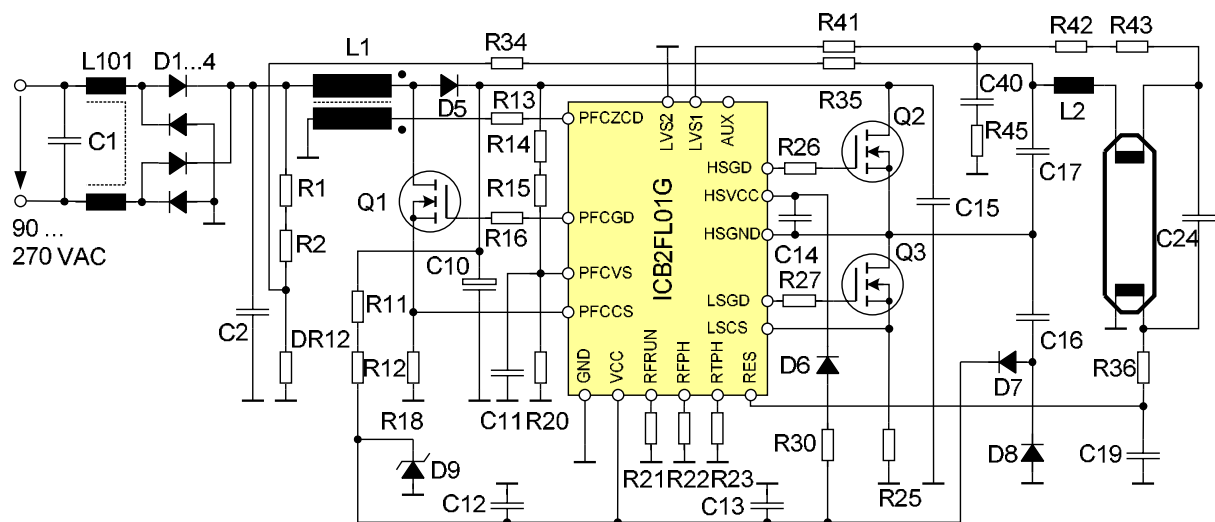 R41
R42 R43
L1
R34
L101 D1...4
C40
D5
R13
R35
L2
LVS2
LVS1
AUX
Q2
C1
PFCZCD
R14
R45
R26
HSGD
C17
R1
R15
Q1
HSVCC
C15
PFCGD
90 ...
270 VAC
R2
R16
HSGND
C14
C24
C10
Q3
ICB2FL01G
R27
PFCVS
LSGD
R11
C2
PFCCS
LSCS
C16
DR12
R12
D6
D7
R36
GND
VCC
RFRUN
RFPH
RTPH
RES
R18
C11
R20
R30
D8
C19
D9
R21
R22
R23
R25
C12
C13